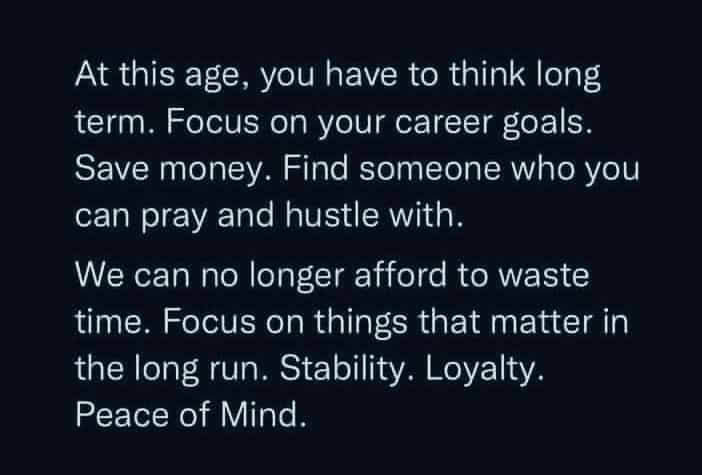 At this age, you have to think long
term. Focus on your career goals.
Save money. Find someone who you
can pray and hustle with.
We can no longer afford to waste
time. Focus on things that matter in
the long run. Stability. Loyalty.
Peace of Mind.